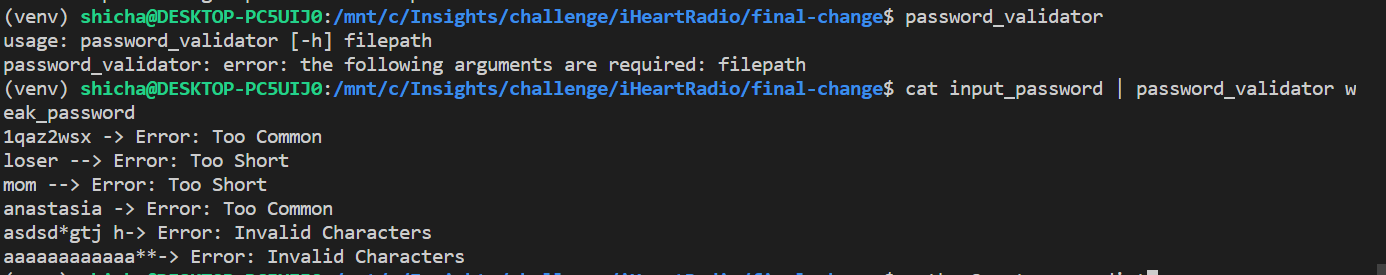 (venv) shicha@DESKTOP-PC5UIJ0:/mnt/c/Insights/challenge/iHeartRadio/final-change$ password_validator
usage: password_validator [-h] filepath
password_validator: error: the following arguments are required: filepath
(venv) shicha@DESKTOP-PC5UIJ0:/mnt/c/Insights/challenge/iHeartRadio/final-change$ cat input_password | password_validator w
eak_password
1qaz2wsx -> Error: Too Common
loser --> Error: Too Short
mom --> Error: Too Short
anastasia -> Error: Too Common
asdsd*gtj h-> Error: Invalid Characters
aaaaaaaaaaaa**-> Error: Invalid Characters